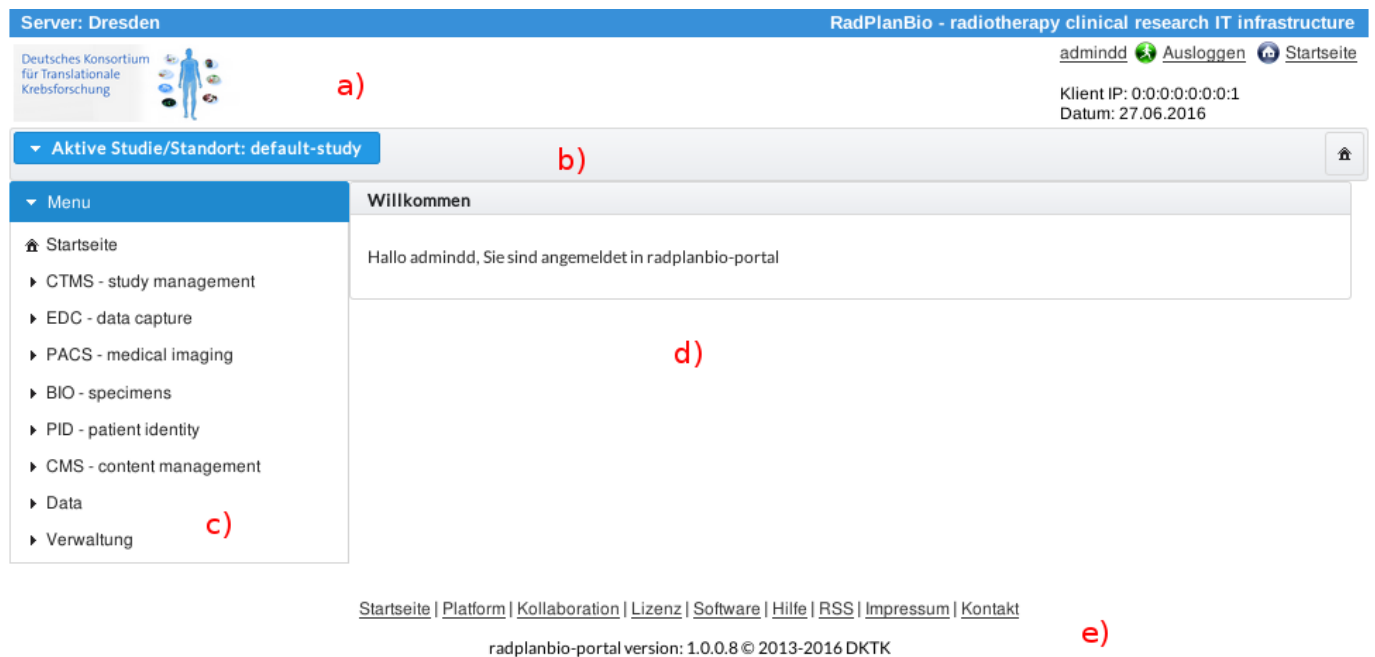 Server: Dresden RadPlanBio - radiotherapy clinical research IT infrastructure
Deutsches Konsortium
für Translationale
Krebsforschung
a)
admindd Ausloggen Startseite
Klient IP: 0:0:0:0:0:0:0:1
Datum: 27.06.2016
Aktive Studie/Standort: default-study
b)
Menu
Startseite
CTMS - study management
EDC - data capture
PACS - medical imaging
BIO - specimens
PID - patient identity
CMS - content management
Data
Verwaltung
c)
Willkommen
Hallo admindd, Sie sind angemeldet in radplanbio-portal
d)
Startseite | Platform | Kollaboration | Lizenz | Software | Hilfe | RSS | Impressum | Kontakt
e)
radplanbio-portal version: 1.0.0.8 © 2013-2016 DKTK